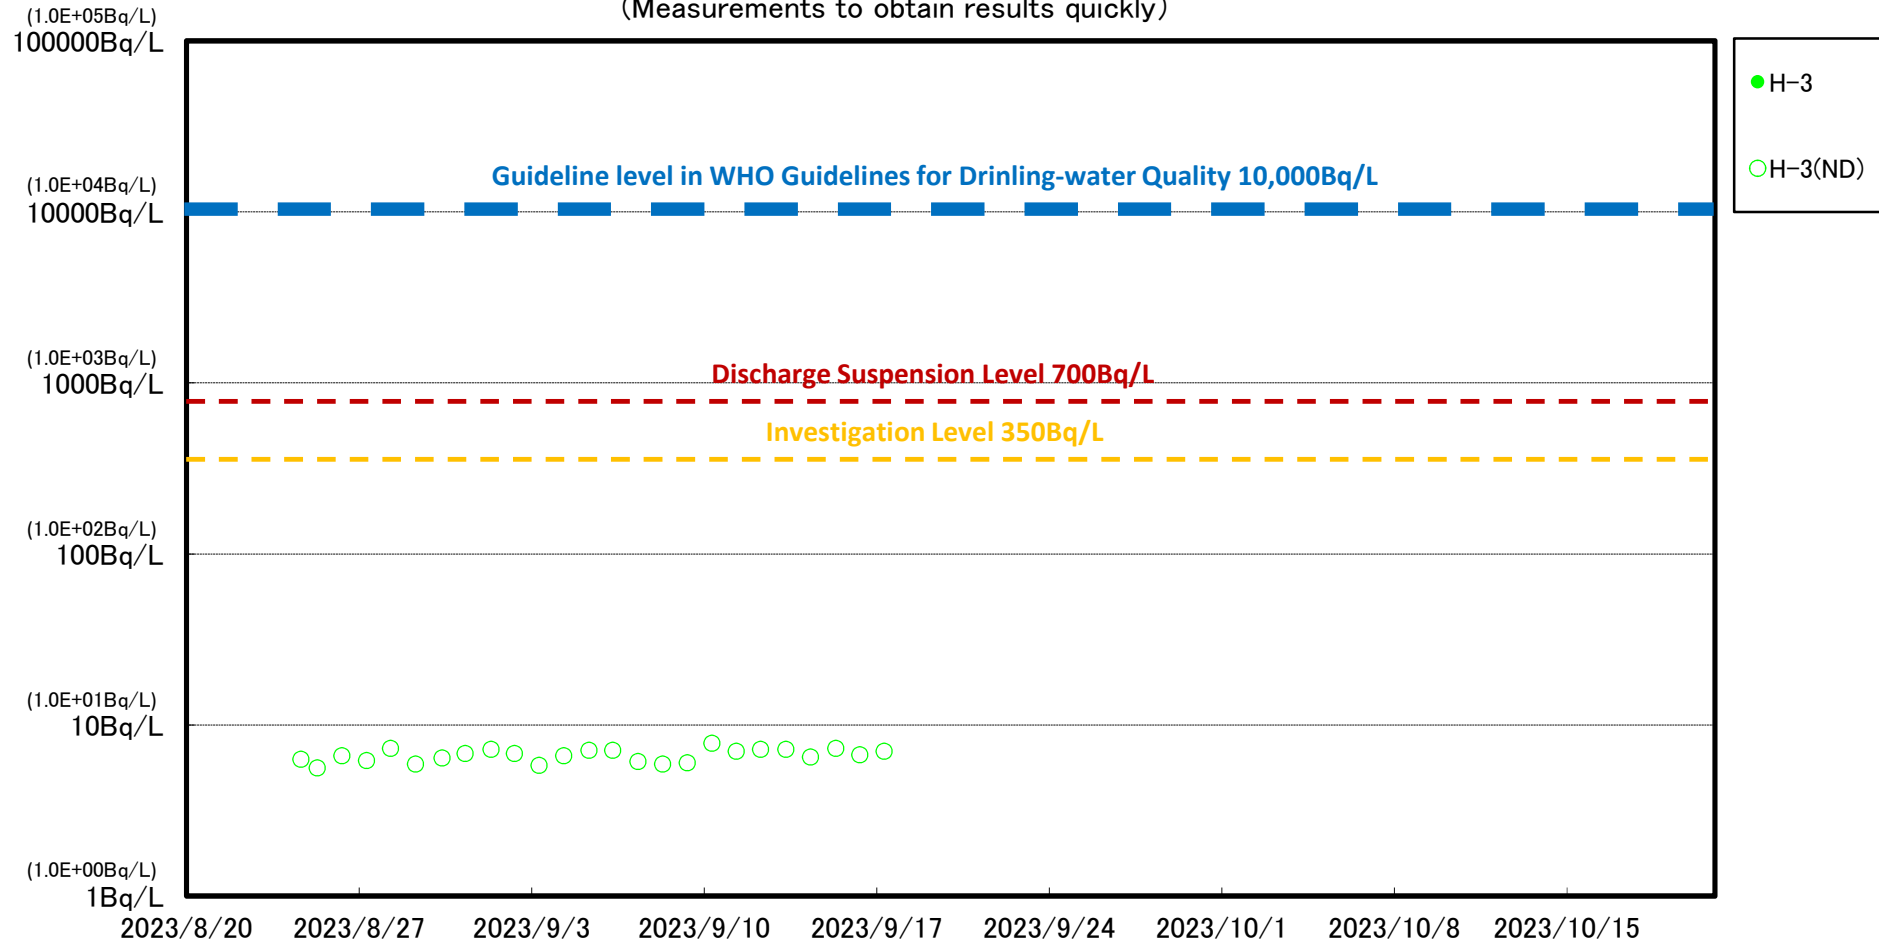 (Measurements to obtain results quickly)
(1.0E+05Bq/L)
100000Bq/L
H-3
H-3(ND)
Guideline level in WHO Guidelines for Drinling-water Quality 10,000Bq/L
(1.0E+04Bq/L)
10000Bq/L
(1.0E+03Bq/L)
1000Bq/L
Discharge Suspension Level 700Bq/L
Investigation Level 350Bq/L
(1.0E+02Bq/L)
100Bq/L
(1.0E+01Bq/L)
10Bq/L
(1.0E+00Bq/L)
1Bq/L
2023/8/20 2023/8/27 2023/9/3 2023/9/10 2023/9/17 2023/9/24 2023/10/1 2023/10/8 2023/10/15